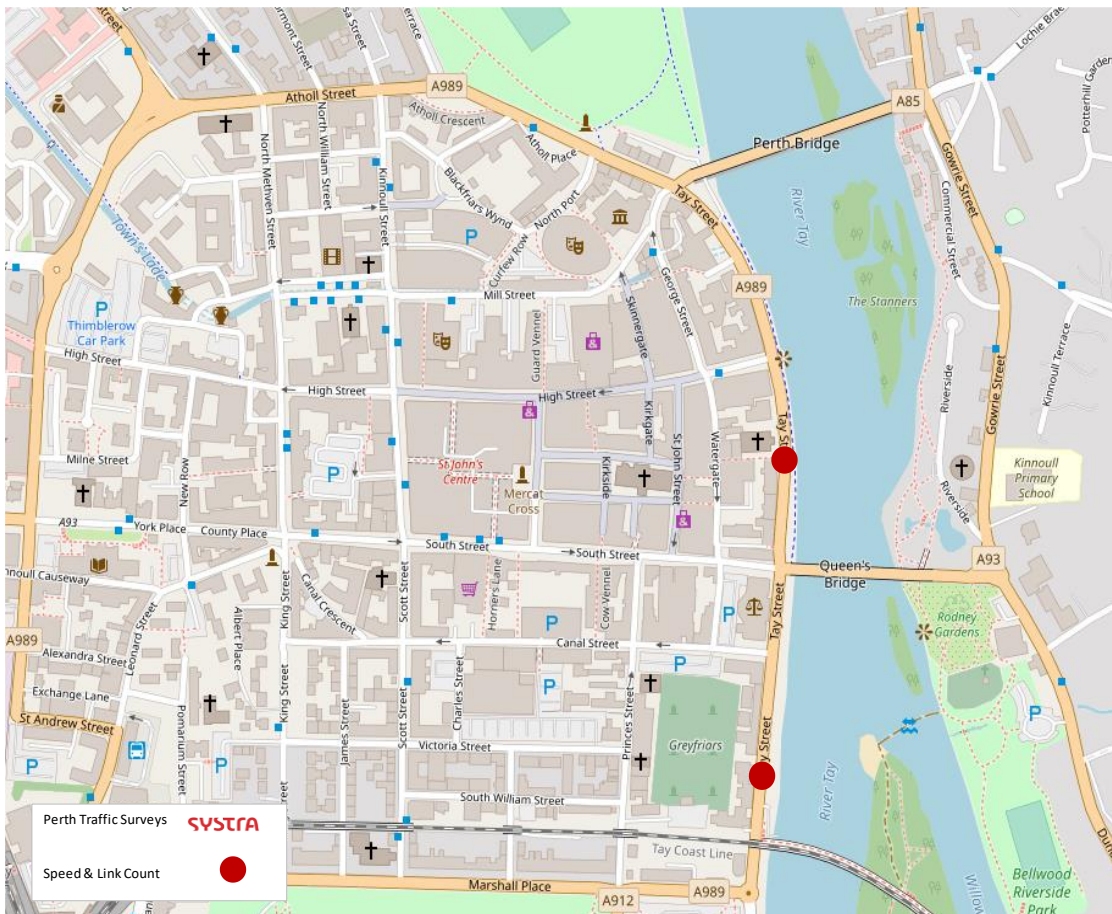 Atholl Street
A989
Atholl Crescent
Atholl Place
Lochie Brae
Potterhill Gardens
A85
Perth Bridge
North Methven Street
North William Street
Kinnoull Street
Blackfriars Wynd
North Port
Curfew Row
Tay Street
River Tay
Gowrie Street
Commercial Street
Town's Lade
P
Mill Street
George Street
A989
The Stanners
P
Thimblerow
Car Park
Skinnergate
Guard Vennel
Kinnoull Terrace
High Street
High Street
High Street
Riverside
Gowrie Street
Kirkgate
St John Street
Watergate
Milne Street
New Row
P
St John's
Centre
Mercat
Cross
Kirkside
Kinnoull
Primary
School
Riverside
A93
York Place
County Place
South Street
South Street
Queen's
Bridge
A93
King Street
Canal Crescent
Scott Street
Horners Lane
Cow Vennel
P
P
Tay Street
Rodney
Gardens
Leonard Street
Albert Place
Canal Street
A989
Alexandra Street
Exchange Lane
St Andrew Street
P
Pomarium Street
P
King Street
James Street
Scott Street
Charles Street
P
P
Princes Street
Greyfriars
P
Victoria Street
South William Street
River Tay
Tay Coast Line
Marshall Place
A912
A989
Bellwood
Riverside
Park
Perth Traffic Surveys
SYSTRA
Speed & Link Count